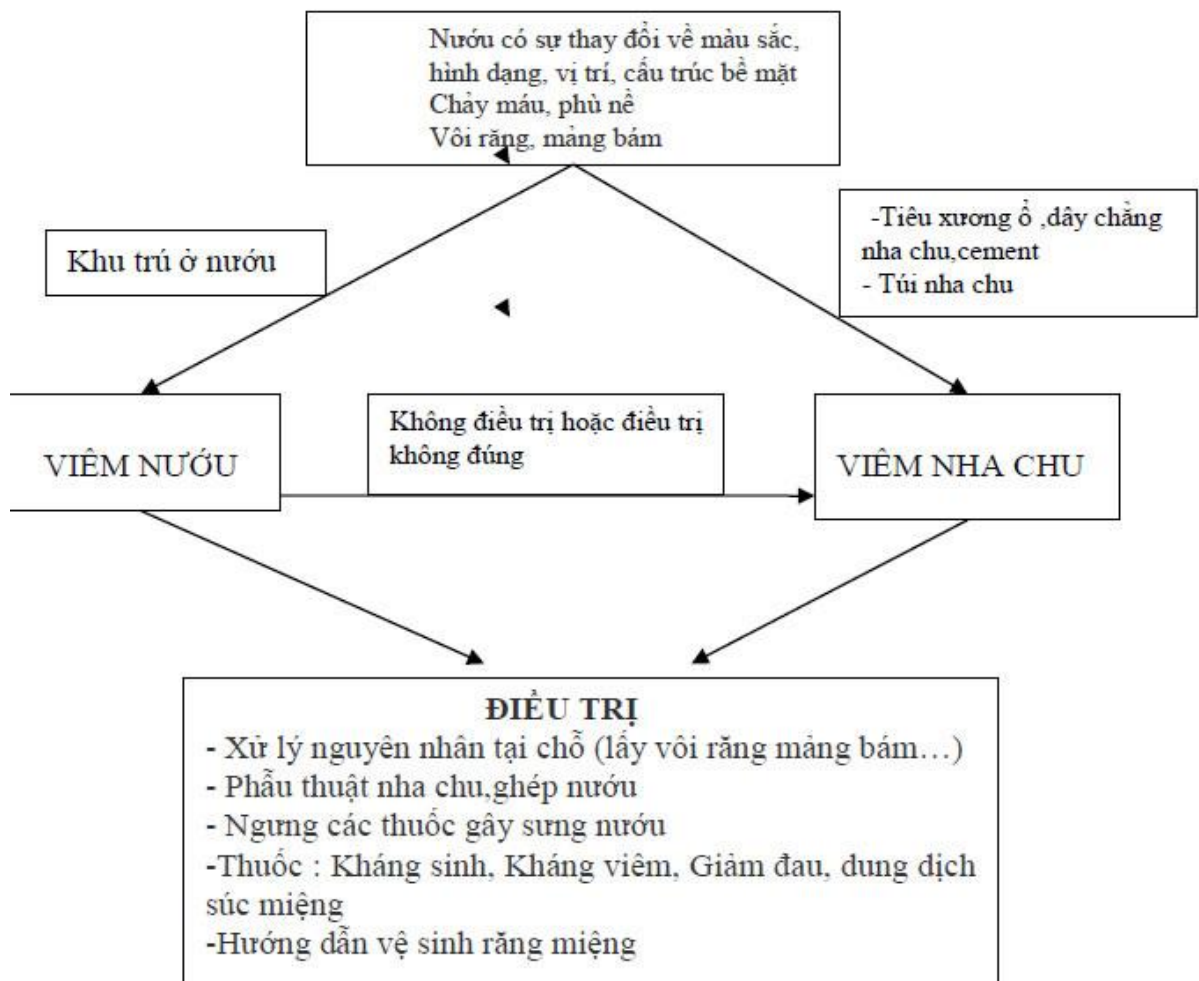 Nướu có sự thay đổi về màu sắc,
hình dạng, vị trí, cấu trúc bề mặt
Chảy máu, phù nề
Vôi răng, mảng bám
Khu trú ở nướu
-Tiêu xương ổ ,dây chằng
nha chu,cement
- Túi nha chu
VIÊM NƯỚU
Không điều trị hoặc điều trị
không đúng
VIÊM NHA CHU
ĐIỀU TRỊ
- Xử lý nguyên nhân tại chỗ (lấy vôi răng mảng bám…)
- Phẫu thuật nha chu,ghép nướu
- Ngưng các thuốc gây sưng nướu
-Thuốc : Kháng sinh, Kháng viêm, Giảm đau, dung dịch
súc miệng
-Hướng dẫn vệ sinh răng miệng